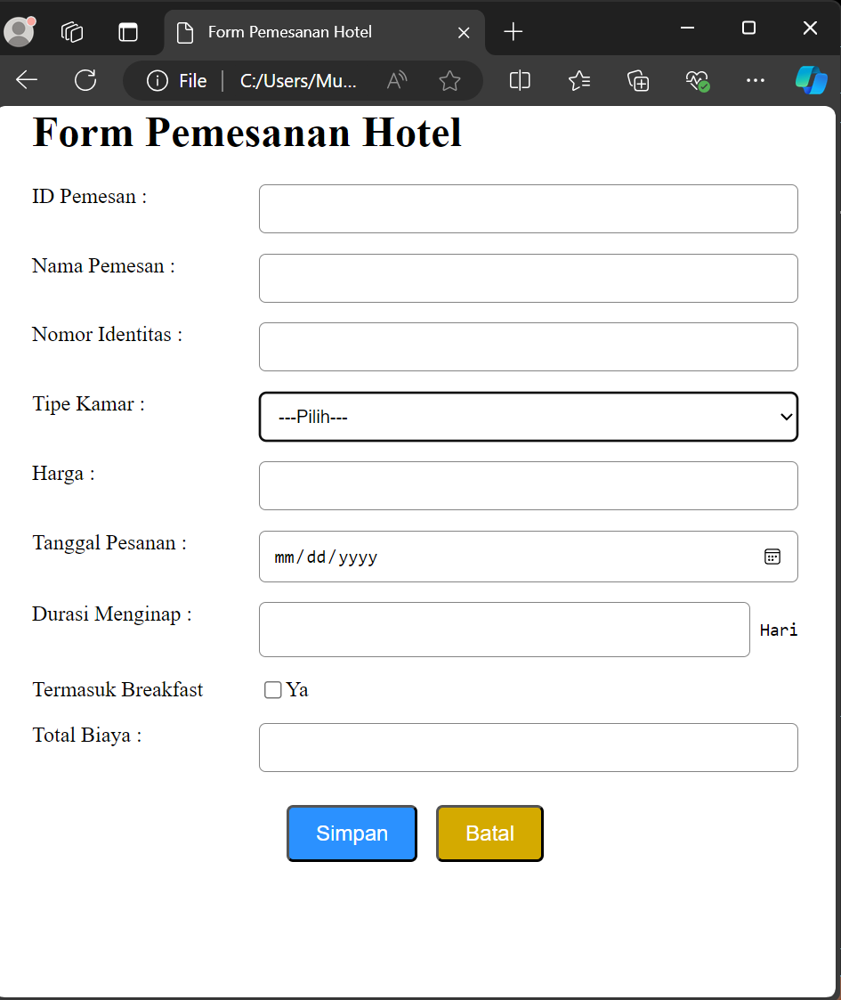 Form Pemesanan Hotel
File C:/Users/Mu...
Form Pemesanan Hotel
ID Pemesan :
Nama Pemesan :
Nomor Identitas :
Tipe Kamar : ---Pilih---
Harga :
Tanggal Pesanan : mm/dd/yyyy
Durasi Menginap : Hari
Termasuk Breakfast Ya
Total Biaya :
Simpan Batal